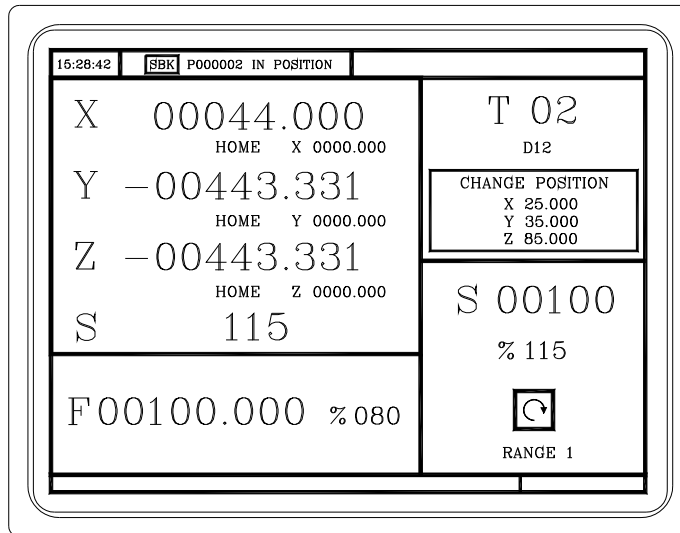 15:28:42 SBK P000002 IN POSITION
X 00044.000
HOME X 0000.000
Y -00443.331
HOME Y 0000.000
Z -00443.331
HOME Z 0000.000
S 115
F00100.000 % 080
T 02
D12
CHANGE POSITION
X 25.000
Y 35.000
Z 85.000
S 00100
% 115
RANGE 1